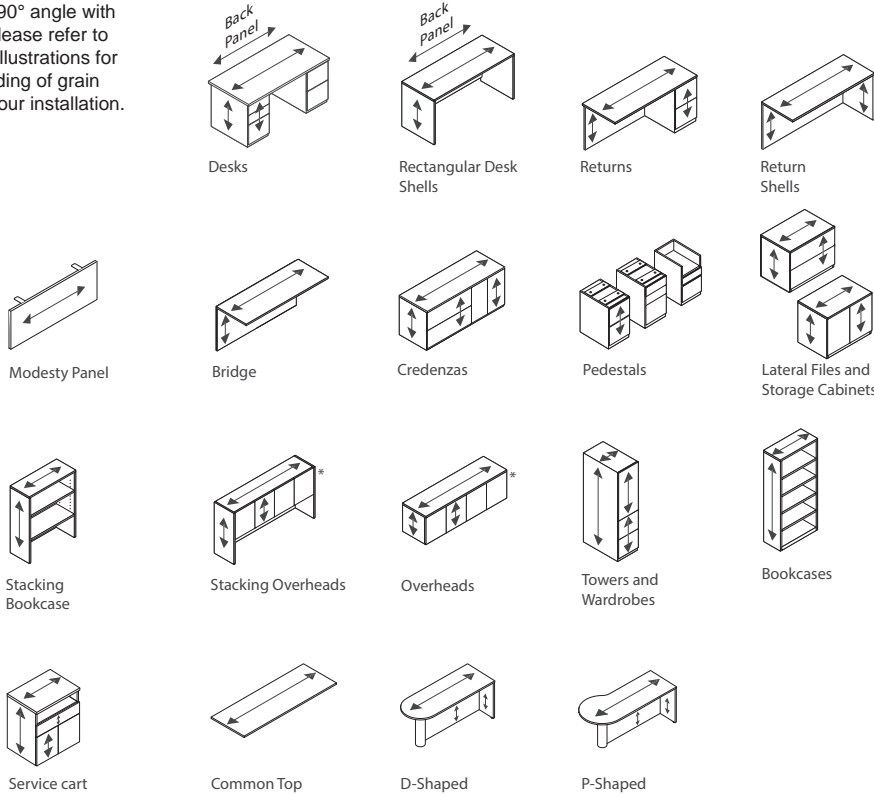 90° angle with
lease refer to
llustrations for
ding of grain
our installation.
Back
Panel
Back
Panel
Desks
Rectangular Desk
Shells
Returns
Return
Shells
Modesty Panel
Bridge
Credenzas
Pedestals
Lateral Files and
Storage Cabinets
*
*
Stacking
Bookcase
Stacking Overheads
Overheads
Towers and
Wardrobes
Bookcases
Service cart
Common Top
D-Shaped
P-Shaped